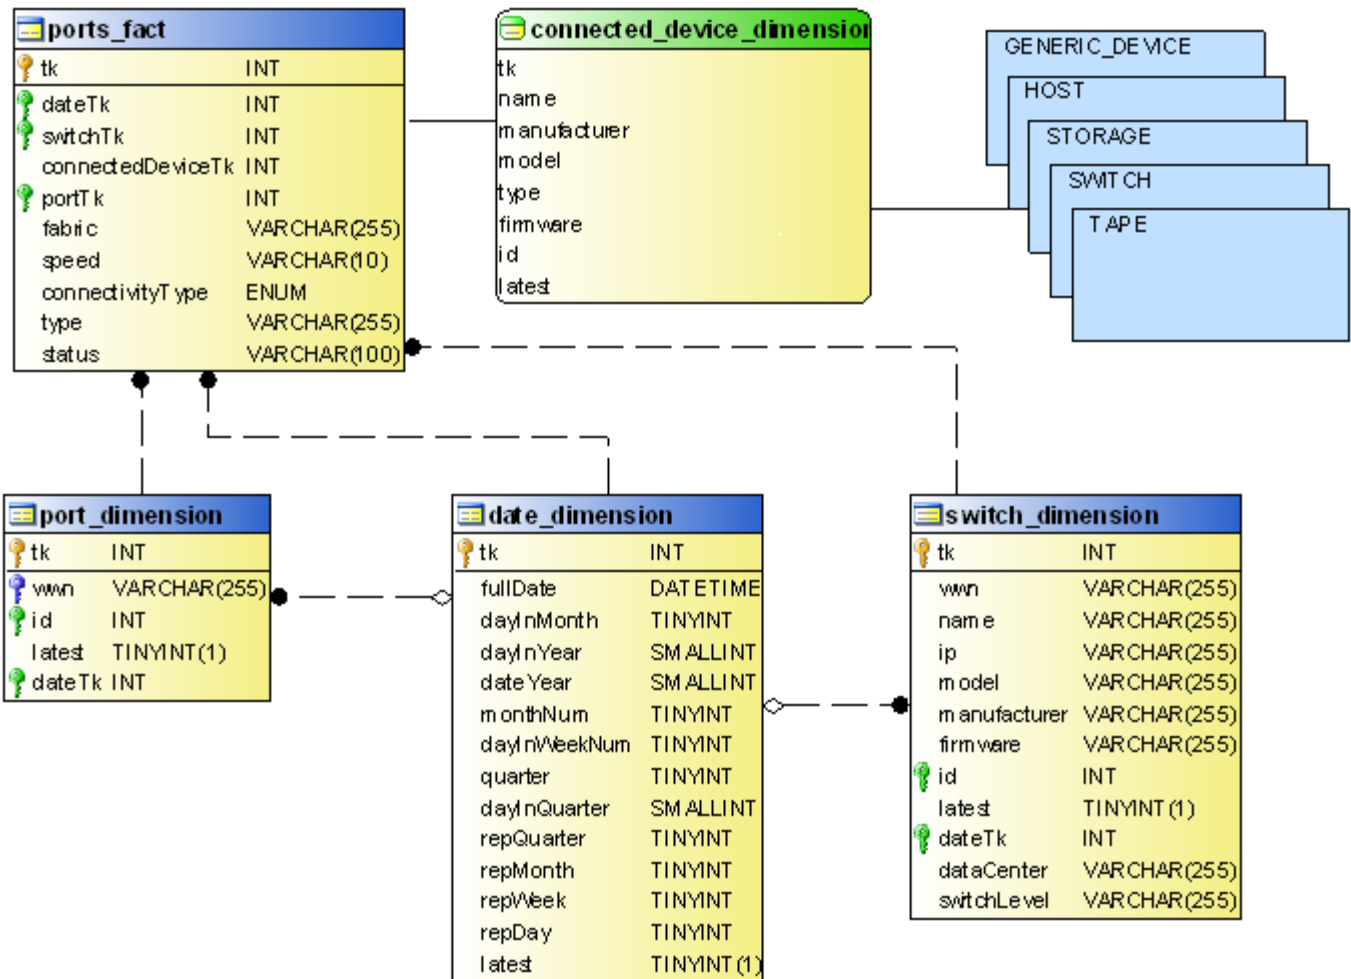 ports_fact
tk INT
dateTk INT
switchTk INT
connectedDeviceTk INT
portTk INT
fabric VARCHAR(255)
speed VARCHAR(10)
connectivityType ENUM
type VARCHAR(255)
status VARCHAR(100)
connected_device_dimension
tk
name
manufacturer
model
type
firmware
id
latest
GENERIC_DEVICE
HOST
STORAGE
SWITCH
TAPE
port_dimension
tk INT
wwn VARCHAR(255)
id INT
latest TINYINT(1)
dateTk INT
date_dimension
tk INT
fullDate DATETIME
dayInMonth TINYINT
dayInYear SMALLINT
dateYear SMALLINT
monthNum TINYINT
dayInWeekNum TINYINT
quarter TINYINT
dayInQuarter SMALLINT
repQuarter TINYINT
repMonth TINYINT
repWeek TINYINT
repDay TINYINT
latest TINYINT(1)
switch_dimension
tk INT
wwn VARCHAR(255)
name VARCHAR(255)
ip VARCHAR(255)
model VARCHAR(255)
manufacturer VARCHAR(255)
firmware VARCHAR(255)
id INT
latest TINYINT(1)
dateTk INT
dataCenter VARCHAR(255)
switchLevel VARCHAR(255)